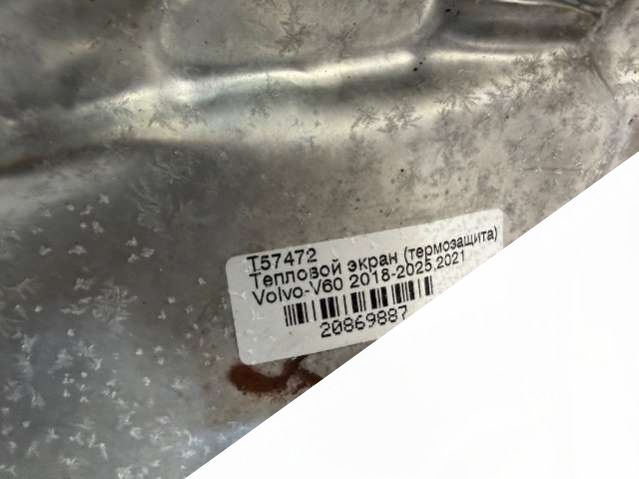 T57472
Тепловой экран (термозащита)
Volvo-V60 2018-2025,2021
20869887